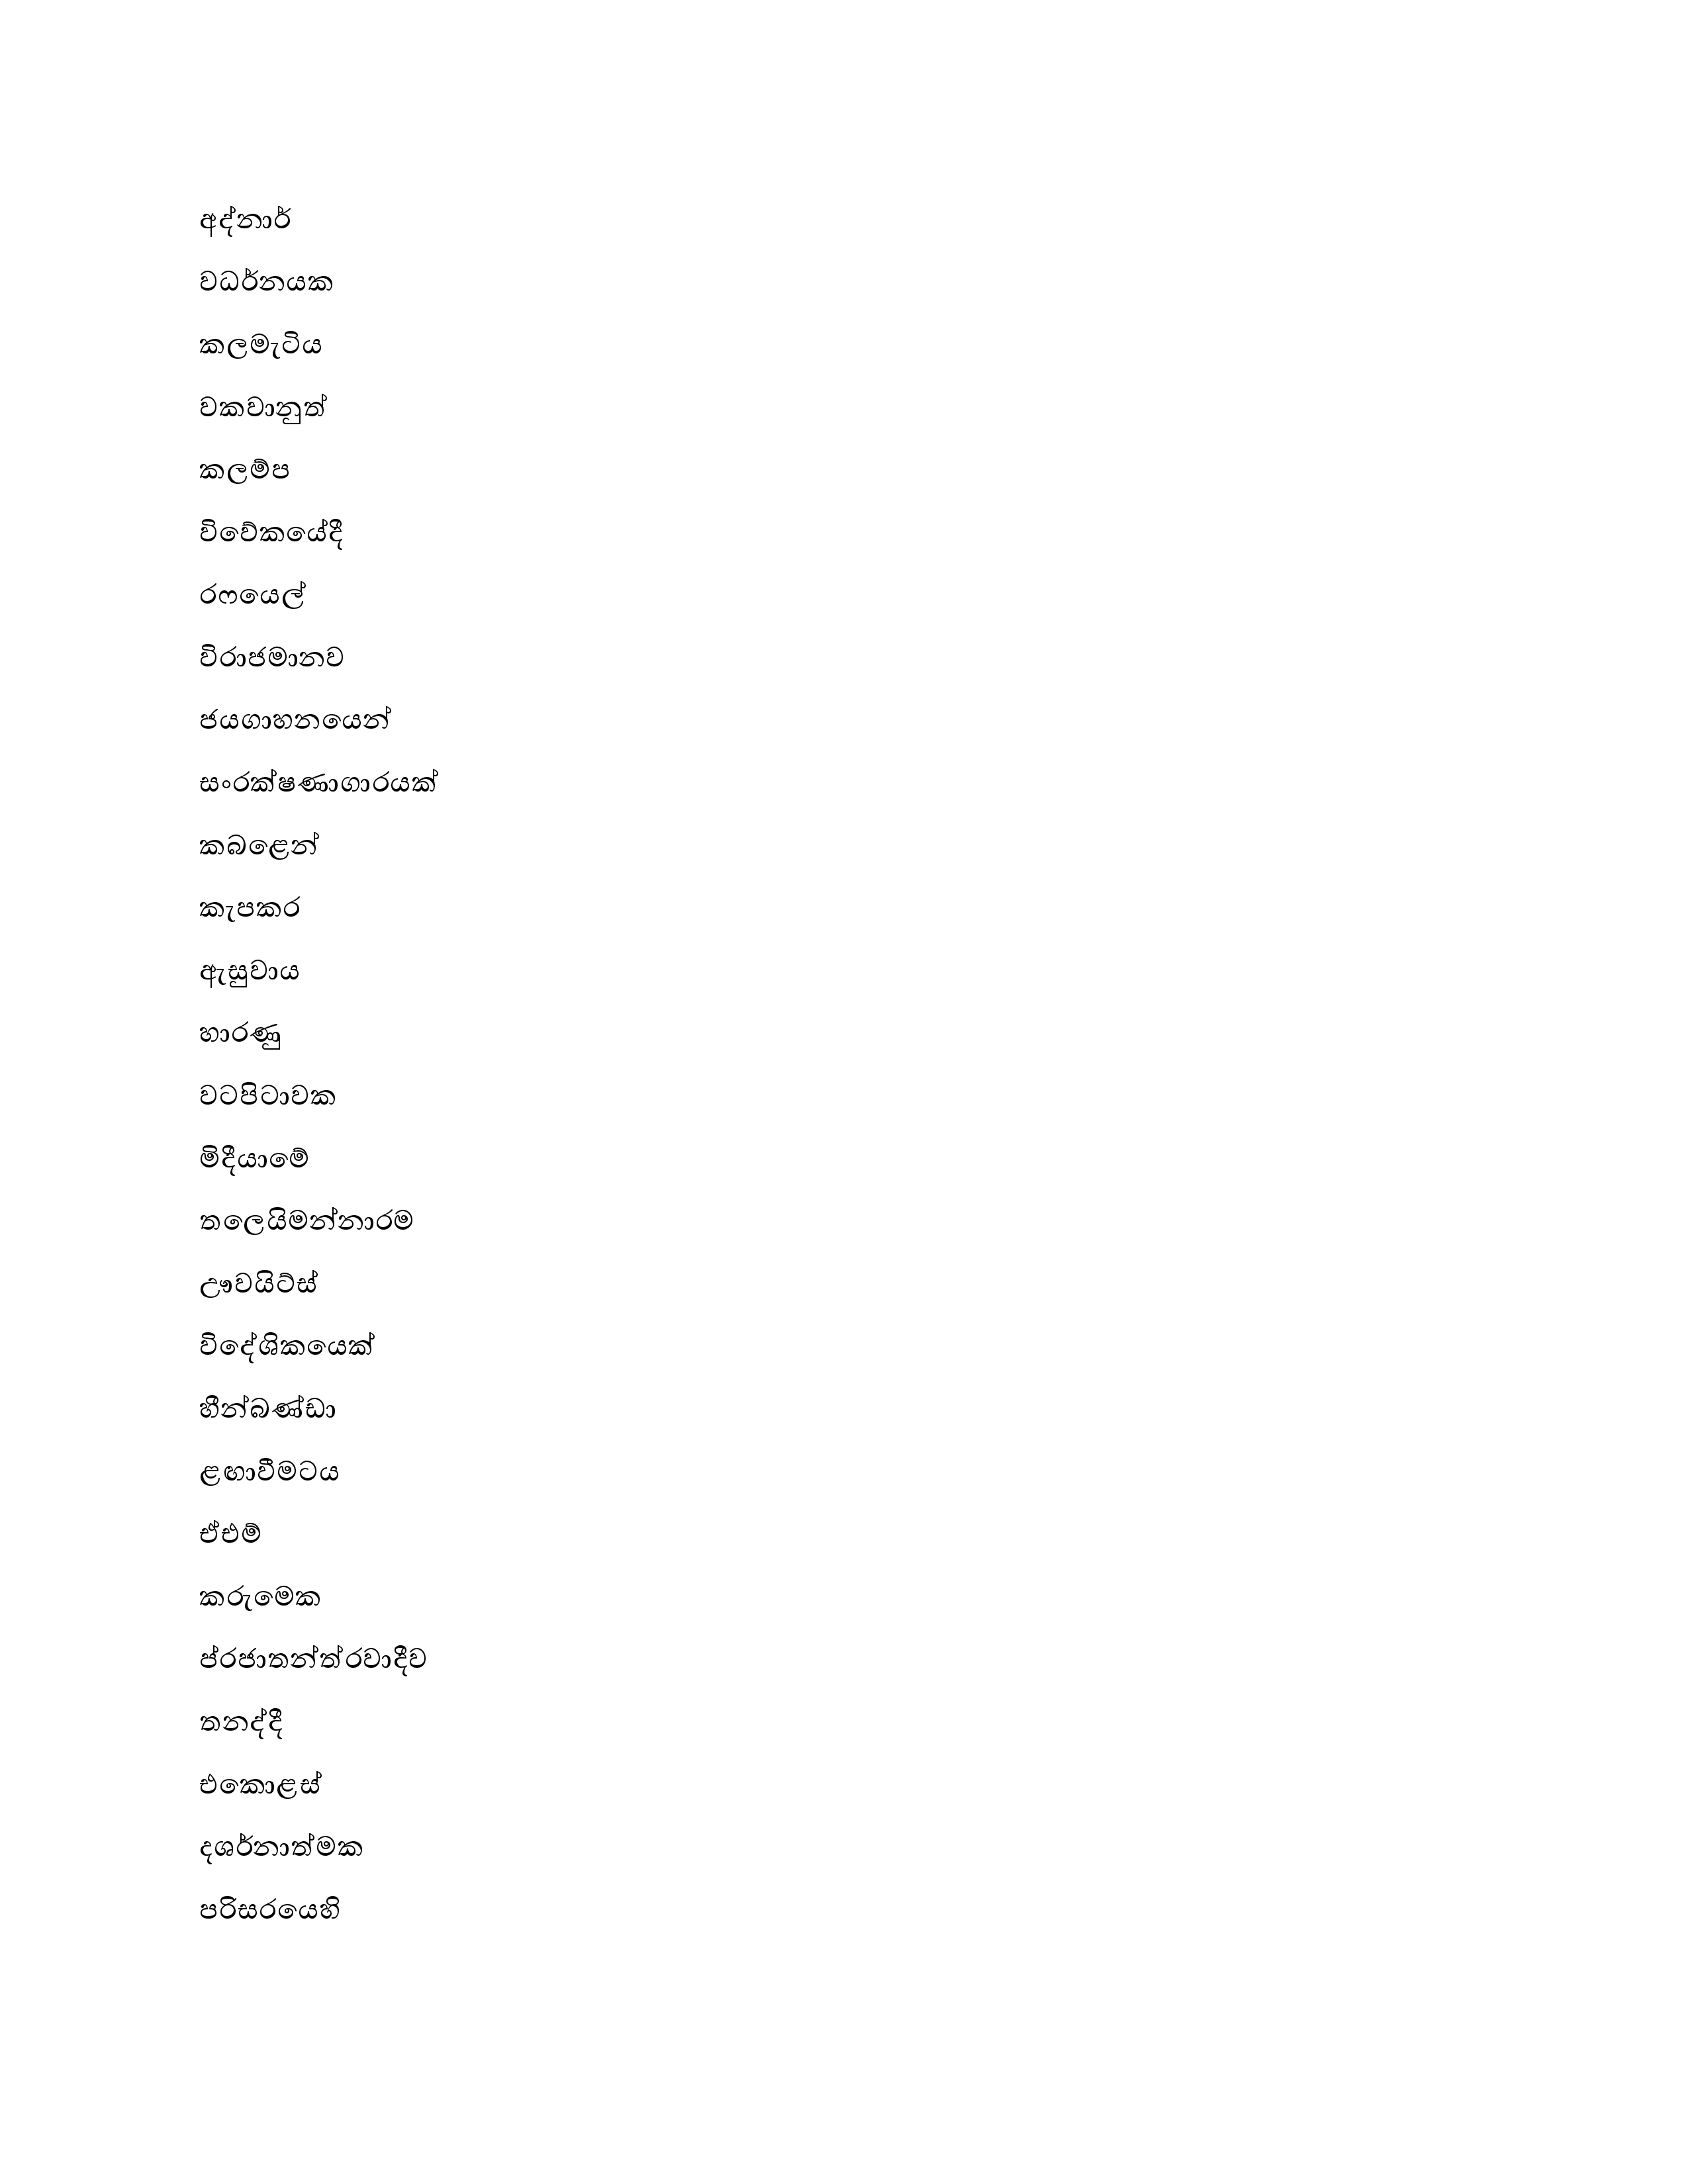 අද්නාර්
වධර්නයක
කලමැටිය
වකවානුත්
කලම්ප
විවේකයේදී
රෆයෙල්
විරාජමානව
ජයගාහනයෙන්
සංරක්ෂණාගාරයක්
කබළෙන්
කැපකර
ඇසුවාය
හාරණු
වටපිටාවක
මිදියාමේ
තලෙයිමන්නාරම
ඌවයිට්ස්
විදේශිකයෙක්
හීන්බණ්ඩා
ළඟාවීමටය
ඒඑම්
කරුමෙක
ප්රජාතන්ත්රවාදීව
තනද්දී
එකොළස්
දශර්නාත්මක
පරිසරයෙහි